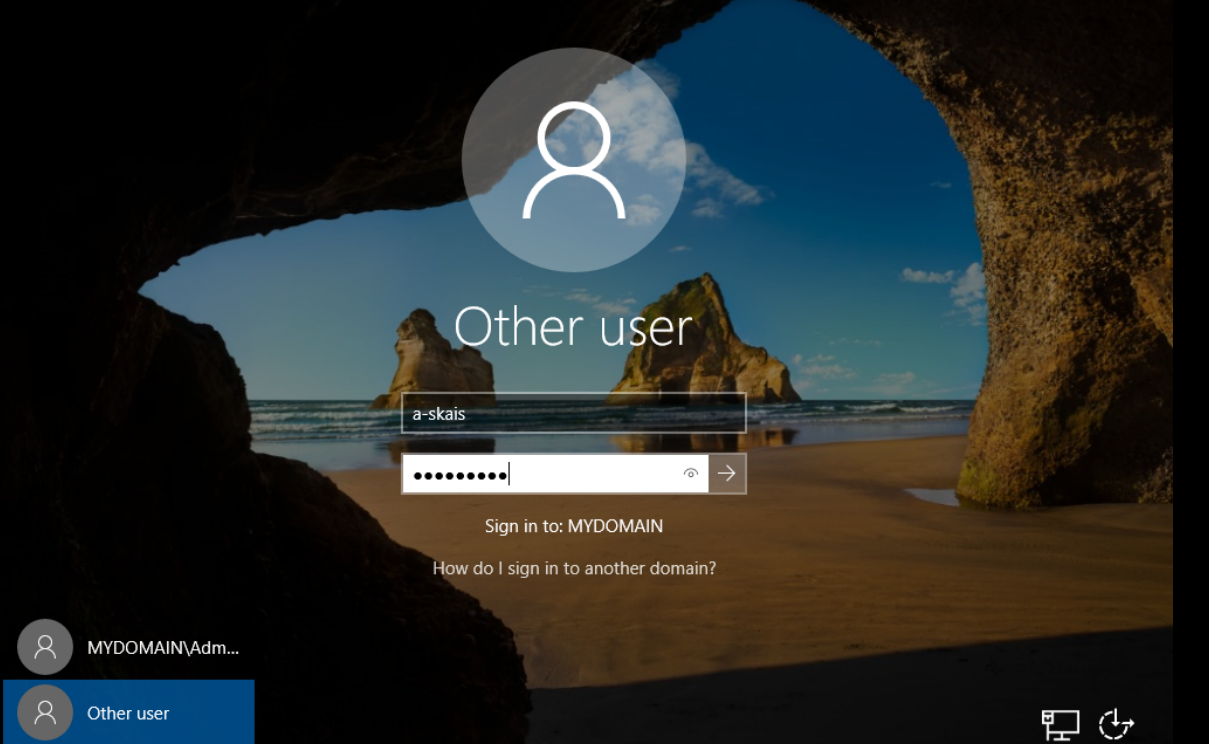 Other user
a-skais
Sign in to: MYDOMAIN
How do I sign in to another domain?
MYDOMAIN\Adm...
Other user